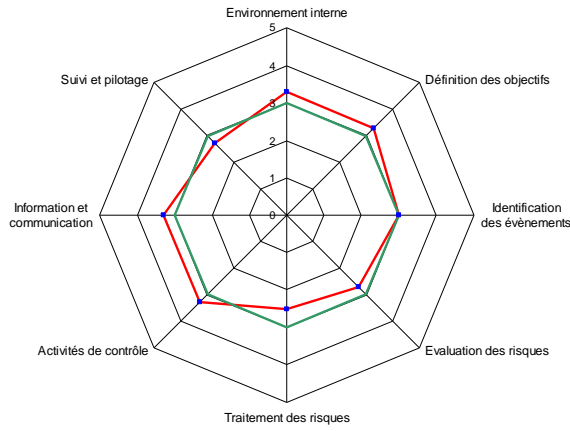 Environnement interne
5
Suivi et pilotage
4
Définition des objectifs
3
2
1
Information et
communication
0
Identification
des évènements
Activités de contrôle
Evaluation des risques
Traitement des risques